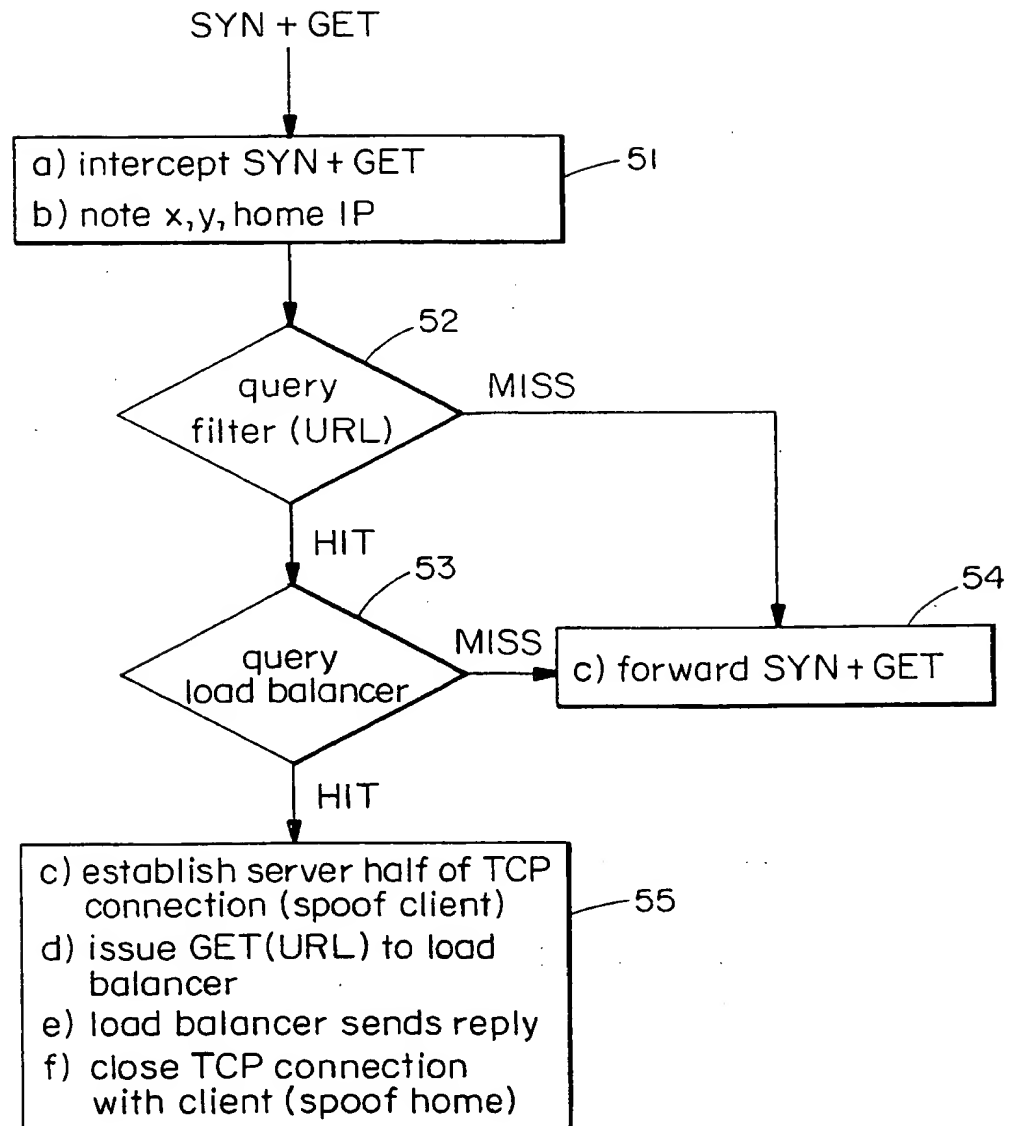 SYN + GET
a) intercept SYN + GET
51
b) note x, y, home IP
52
query
filter (URL)
MISS
HIT
53
54
query
load balancer
MISS
c) forward SYN + GET
HIT
c) establish server half of TCP
connection (spoof client)
55
d) issue GET(URL) to load
balancer
e) load balancer sends reply
f) close TCP connection
with client (spoof home)